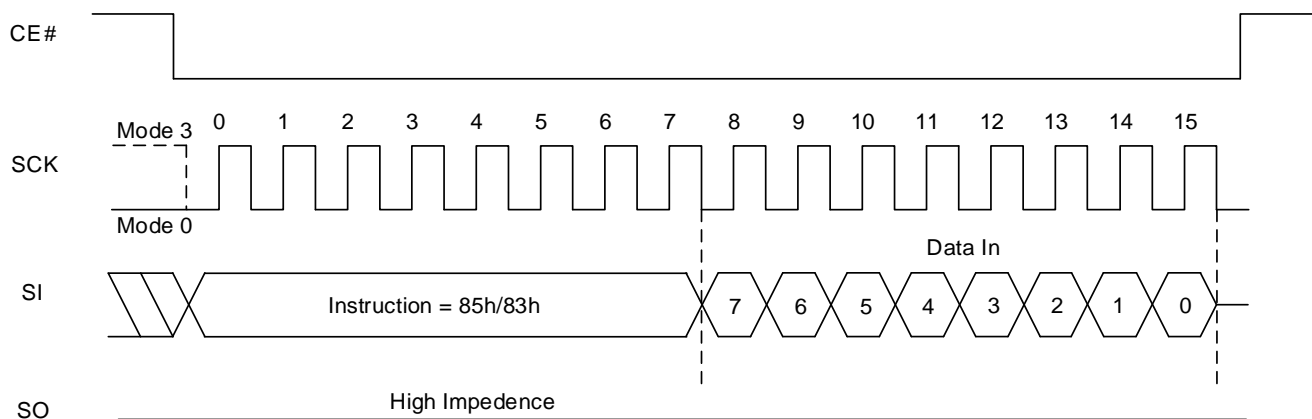 CE#
Mode 3
0 1 2 3 4 5 6 7 8 9 10 11 12 13 14 15
SCK
Mode 0
Data In
SI
Instruction = 85h/83h
7 6 5 4 3 2 1 0
High Impedence
SO